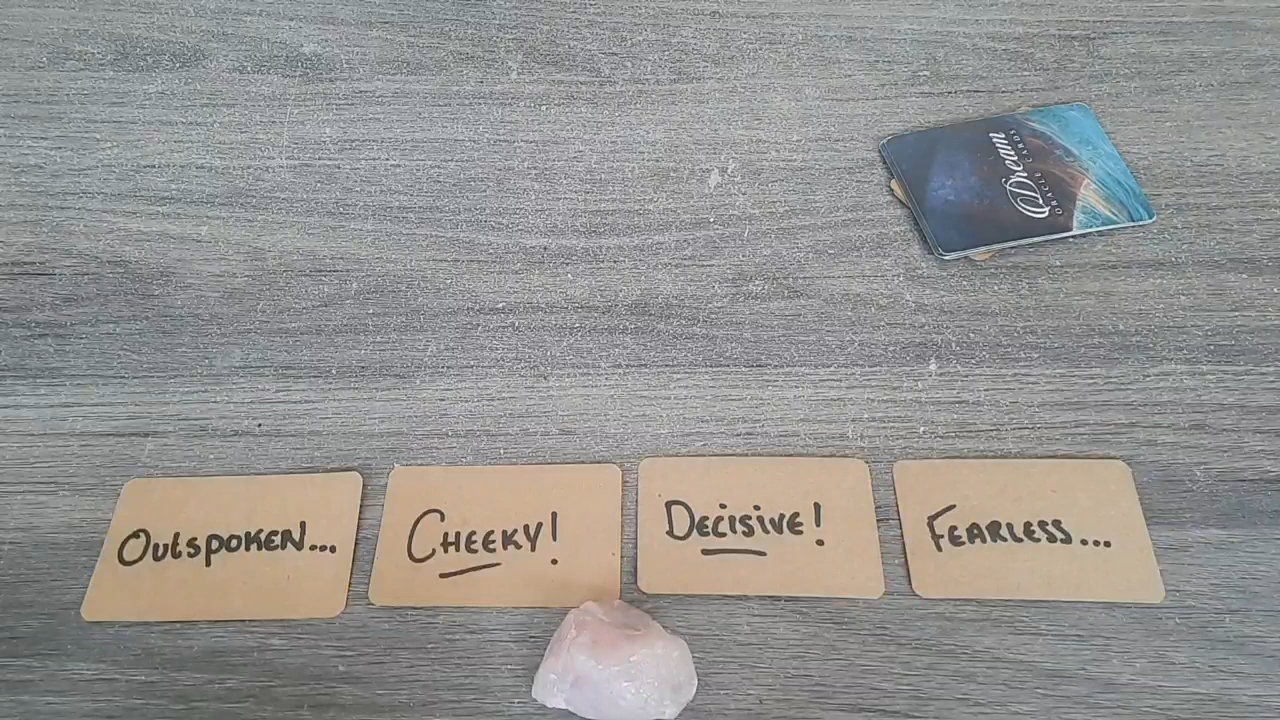 Dream
ORACLE CARDS
OutSPOKEN...
CHEEKY!
DECiSiVE!
FEARLESS...